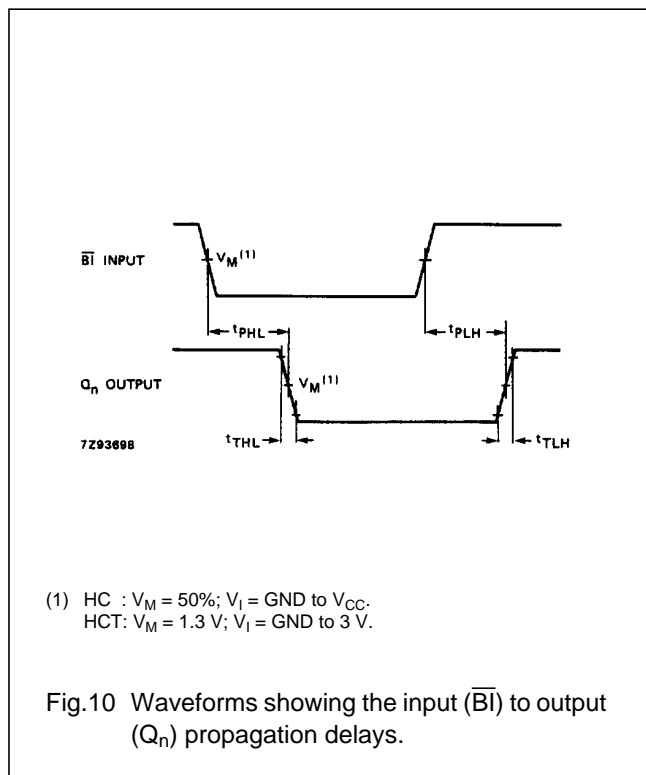 B̅I̅ INPUT
V_M(1)
t_PHL
t_PLH
Q_n OUTPUT
V_M(1)
7Z93698
t_THL
t_TLH
(1) HC : V_M = 50%; V_I = GND to V_CC.
HCT: V_M = 1.3 V; V_I = GND to 3 V.
Fig.10 Waveforms showing the input (B̅I̅) to output
(Q_n) propagation delays.